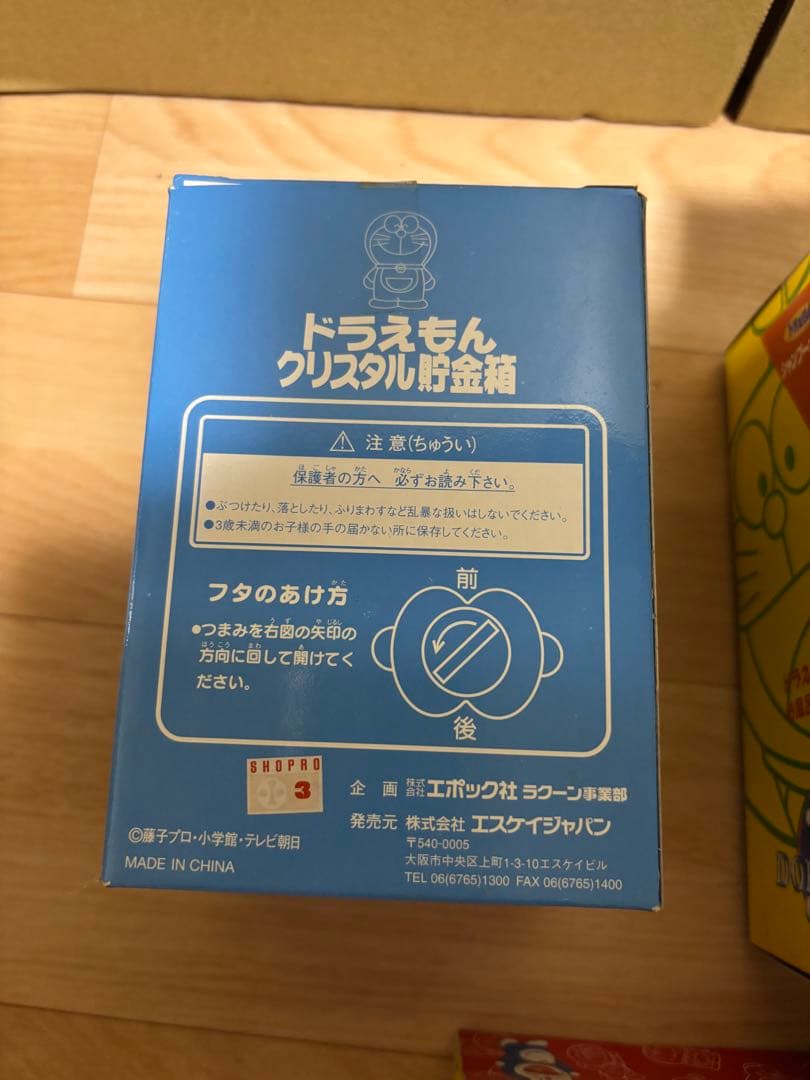 ドラえもん
クリスタル貯金箱
⚠ 注意(ちゅうい)
保護者の方へ 必ずお読み下さい。
●ぶつけたり、落としたり、ふりまわすなど乱暴な扱いはしないでください。
●3歳未満のお子様の手の届かない所に保存してください。
フタのあけ方
●つまみを右図の矢印の
方向に回して開けてく
ださい。
前
後
SHOPRO
3
企画 株式会社 エポック社 ラクーン事業部
発売元 株式会社 エスケイジャパン
〒540-0005
大阪市中央区上町1-3-10エスケイビル
TEL 06(6765)1300 FAX 06(6765)1400
©藤子プロ・小学館・テレビ朝日
MADE IN CHINA